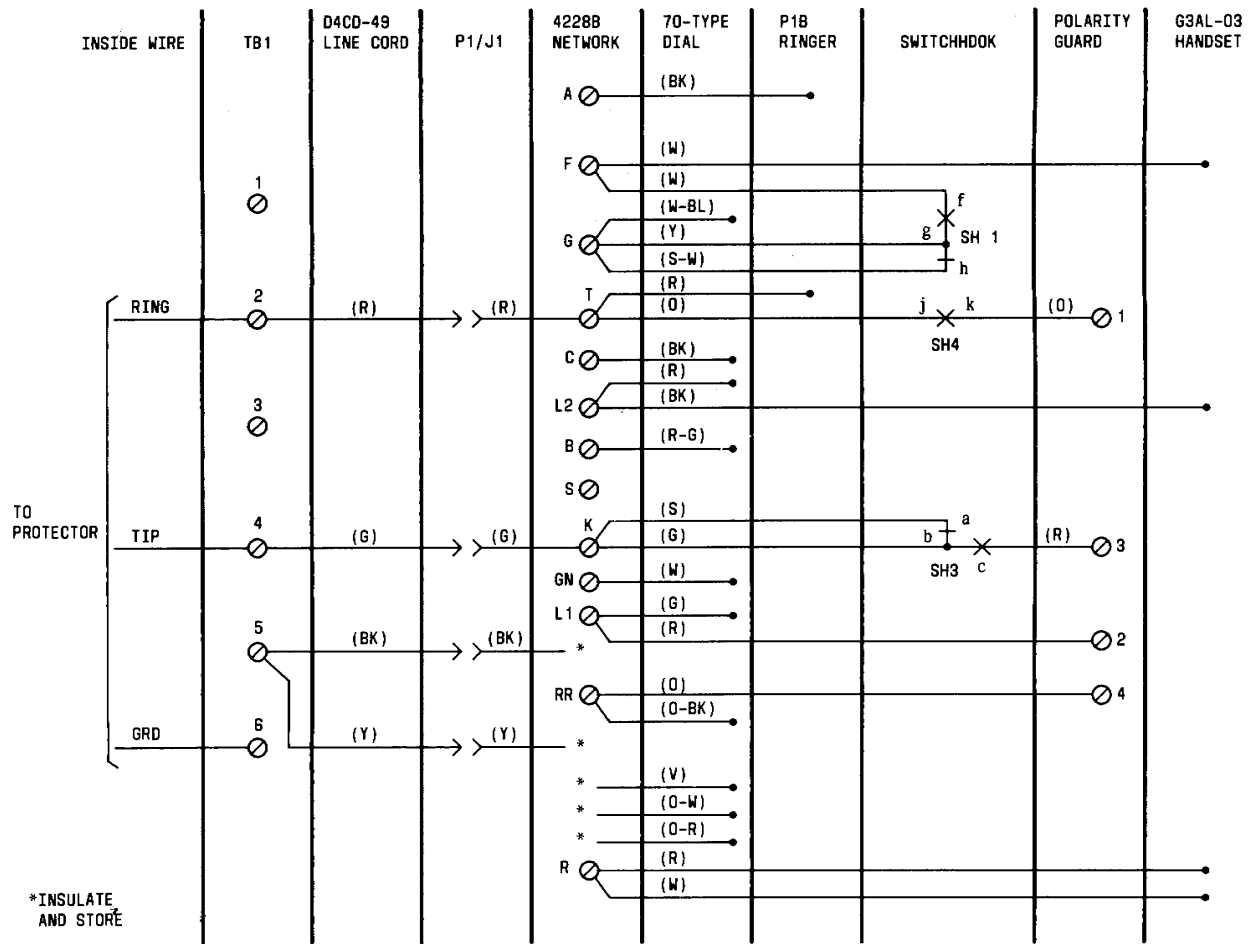 INSIDE WIRE TB1 D4CD-49 LINE CORD P1/J1 4228B NETWORK 70-TYPE DIAL P1B RINGER SWITCHHDOK POLARITY GUARD G3AL-03 HANDSET
A (BK)
F (W)
(W)
1
(W-BL) f
G (Y) g SH 1
(S-W) h
(R)
RING 2 (R) (R) T (O) j k (O) 1
SH4
C (BK)
(R)
L2 (BK)
3
B (R-G)
S
TO PROTECTOR
(S) a
TIP 4 (G) (G) K (G) b (R) 3
SH3 c
GN (W)
L1 (G)
(R) 2
5 (BK) (BK) *
RR (O) 4
(O-BK)
GRD 6 (Y) (Y) *
* (V)
* (O-W)
* (O-R)
R (R)
(W)
*INSULATE
AND STORE